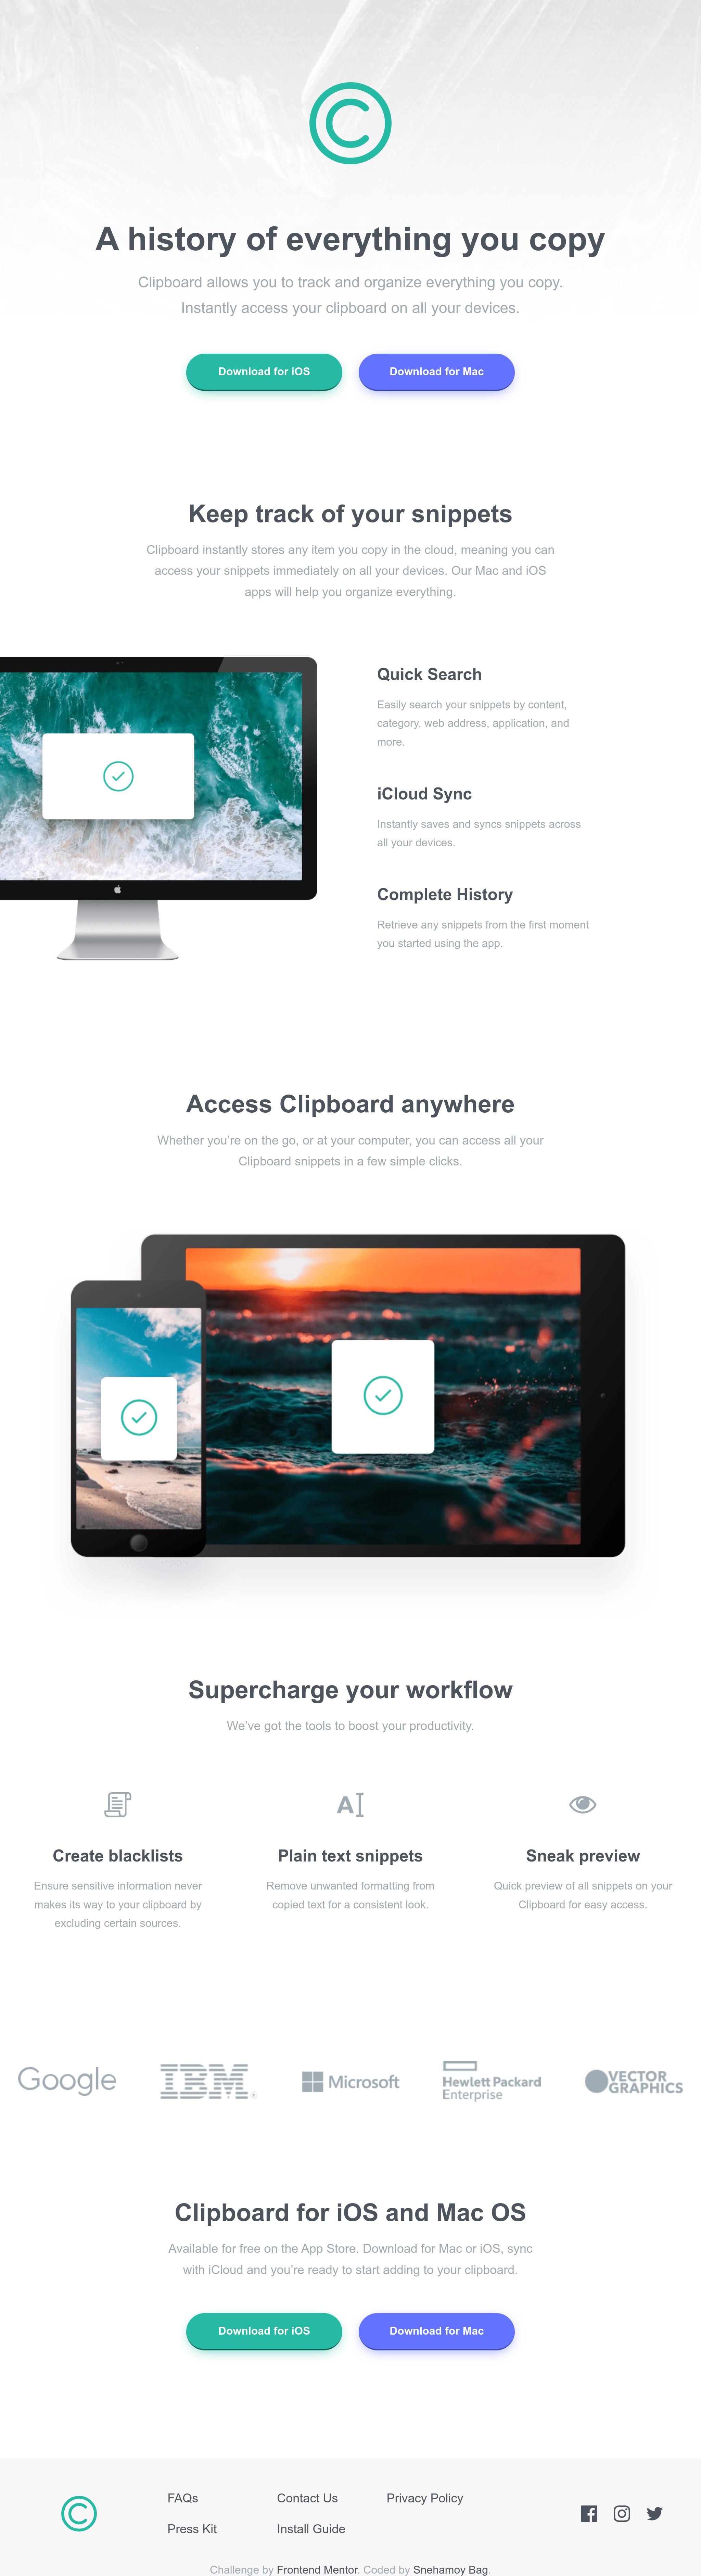 A history of everything you copy
Clipboard allows you to track and organize everything you copy.
Instantly access your clipboard on all your devices.
Download for iOS
Download for Mac
Keep track of your snippets
Clipboard instantly stores any item you copy in the cloud, meaning you can
access your snippets immediately on all your devices. Our Mac and iOS
apps will help you organize everything.
Quick Search
Easily search your snippets by content,
category, web address, application, and
more.
iCloud Sync
Instantly saves and syncs snippets across
all your devices.
Complete History
Retrieve any snippets from the first moment
you started using the app.
Access Clipboard anywhere
Whether you’re on the go, or at your computer, you can access all your
Clipboard snippets in a few simple clicks.
Supercharge your workflow
We’ve got the tools to boost your productivity.
Create blacklists
Ensure sensitive information never
makes its way to your clipboard by
excluding certain sources.
Plain text snippets
Remove unwanted formatting from
copied text for a consistent look.
Sneak preview
Quick preview of all snippets on your
Clipboard for easy access.
Google
IBM
Microsoft
Hewlett Packard
Enterprise
VECTOR
GRAPHICS
Clipboard for iOS and Mac OS
Available for free on the App Store. Download for Mac or iOS, sync
with iCloud and you’re ready to start adding to your clipboard.
Download for iOS
Download for Mac
FAQs
Contact Us
Privacy Policy
Press Kit
Install Guide
Challenge by Frontend Mentor. Coded by Snehamoy Bag.